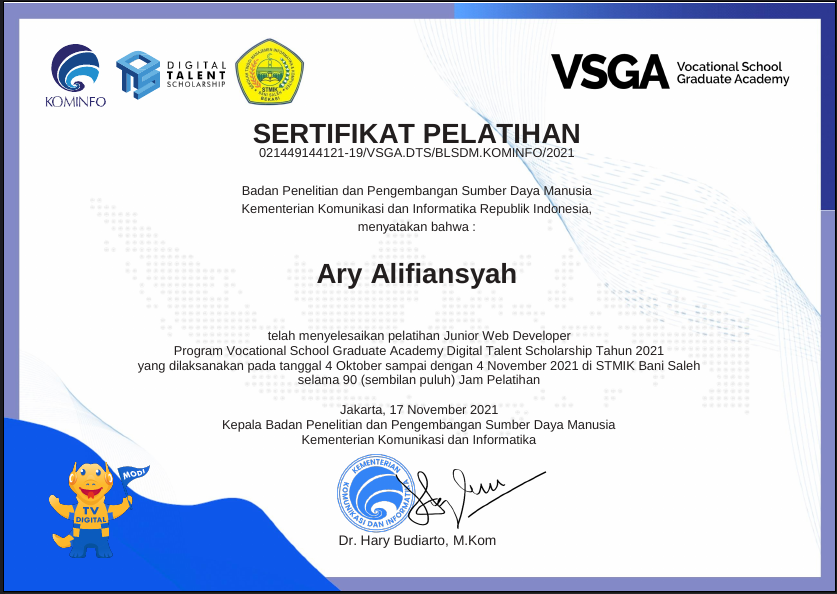 KOMINFO
DIGITAL
TALENT
SCHOLARSHIP
STMIK
BANI SALEH
BEKASI
VSGA
Vocational School
Graduate Academy
SERTIFIKAT PELATIHAN
021449144121-19/VSGA.DTS/BLSDM.KOMINFO/2021
Badan Penelitian dan Pengembangan Sumber Daya Manusia
Kementerian Komunikasi dan Informatika Republik Indonesia,
menyatakan bahwa :
Ary Alifiansyah
telah menyelesaikan pelatihan Junior Web Developer
Program Vocational School Graduate Academy Digital Talent Scholarship Tahun 2021
yang dilaksanakan pada tanggal 4 Oktober sampai dengan 4 November 2021 di STMIK Bani Saleh
selama 90 (sembilan puluh) Jam Pelatihan
Jakarta, 17 November 2021
Kepala Badan Penelitian dan Pengembangan Sumber Daya Manusia
Kementerian Komunikasi dan Informatika
KEMENTERIAN
KOMUNIKASI DAN INFORMATIKA
MODI
TV
DIGITAL
Dr. Hary Budiarto, M.Kom